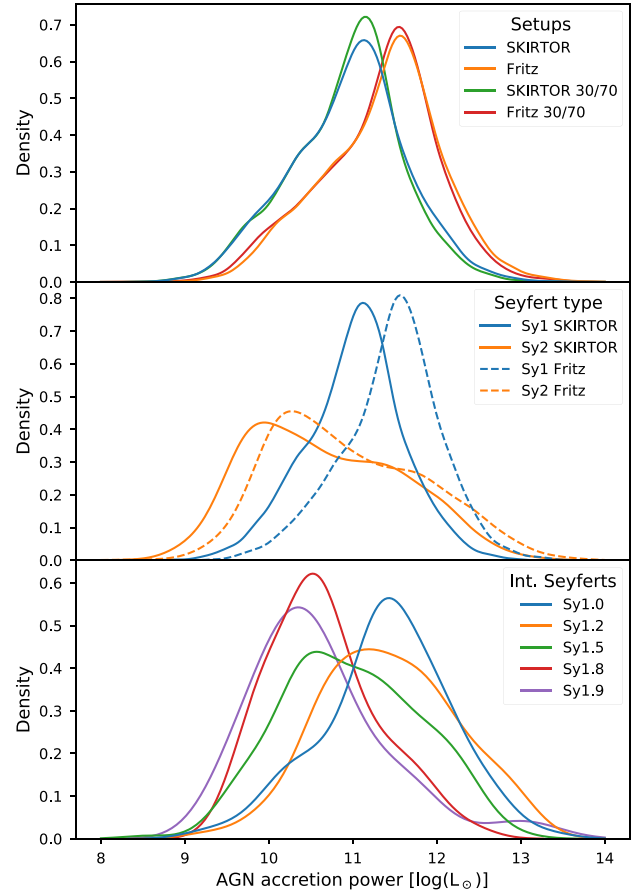 Setups
SKIRTOR
Fritz
SKIRTOR 30/70
Fritz 30/70
Density
0.7
0.6
0.5
0.4
0.3
0.2
0.1
0.0
Seyfert type
Sy1 SKIRTOR
Sy2 SKIRTOR
Sy1 Fritz
Sy2 Fritz
Density
0.8
0.7
0.6
0.5
0.4
0.3
0.2
0.1
0.0
Int. Seyferts
Sy1.0
Sy1.2
Sy1.5
Sy1.8
Sy1.9
Density
0.6
0.5
0.4
0.3
0.2
0.1
0.0
8 9 10 11 12 13 14
AGN accretion power [log(L⊙)]